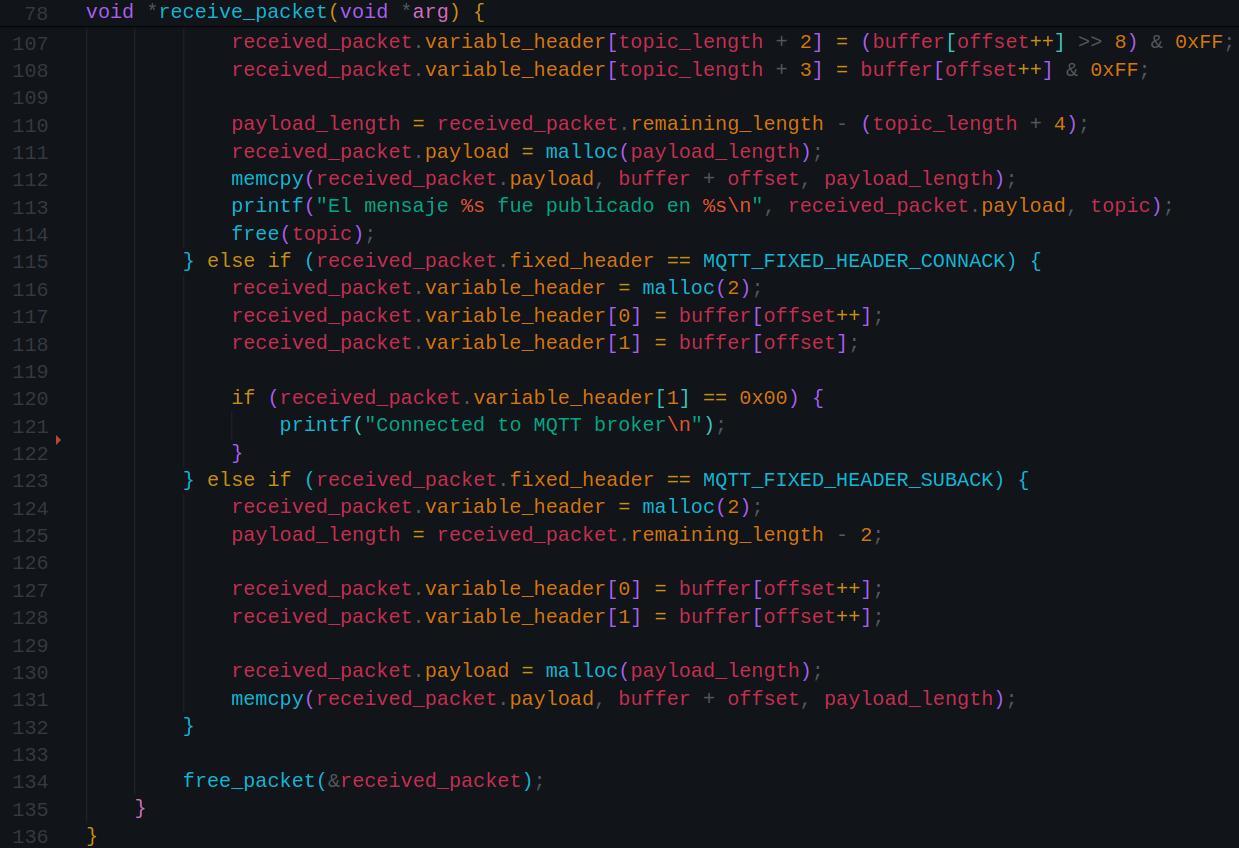 78 void *receive_packet(void *arg) {
107 received_packet.variable_header[topic_length + 2] = (buffer[offset++] >> 8) & 0xFF;
108 received_packet.variable_header[topic_length + 3] = buffer[offset++] & 0xFF;
109
110 payload_length = received_packet.remaining_length - (topic_length + 4);
111 received_packet.payload = malloc(payload_length);
112 memcpy(received_packet.payload, buffer + offset, payload_length);
113 printf("El mensaje %s fue publicado en %s\n", received_packet.payload, topic);
114 free(topic);
115 } else if (received_packet.fixed_header == MQTT_FIXED_HEADER_CONNACK) {
116 received_packet.variable_header = malloc(2);
117 received_packet.variable_header[0] = buffer[offset++];
118 received_packet.variable_header[1] = buffer[offset];
119
120 if (received_packet.variable_header[1] == 0x00) {
121 printf("Connected to MQTT broker\n");
122 }
123 } else if (received_packet.fixed_header == MQTT_FIXED_HEADER_SUBACK) {
124 received_packet.variable_header = malloc(2);
125 payload_length = received_packet.remaining_length - 2;
126
127 received_packet.variable_header[0] = buffer[offset++];
128 received_packet.variable_header[1] = buffer[offset++];
129
130 received_packet.payload = malloc(payload_length);
131 memcpy(received_packet.payload, buffer + offset, payload_length);
132 }
133
134 free_packet(&received_packet);
135 }
136 }